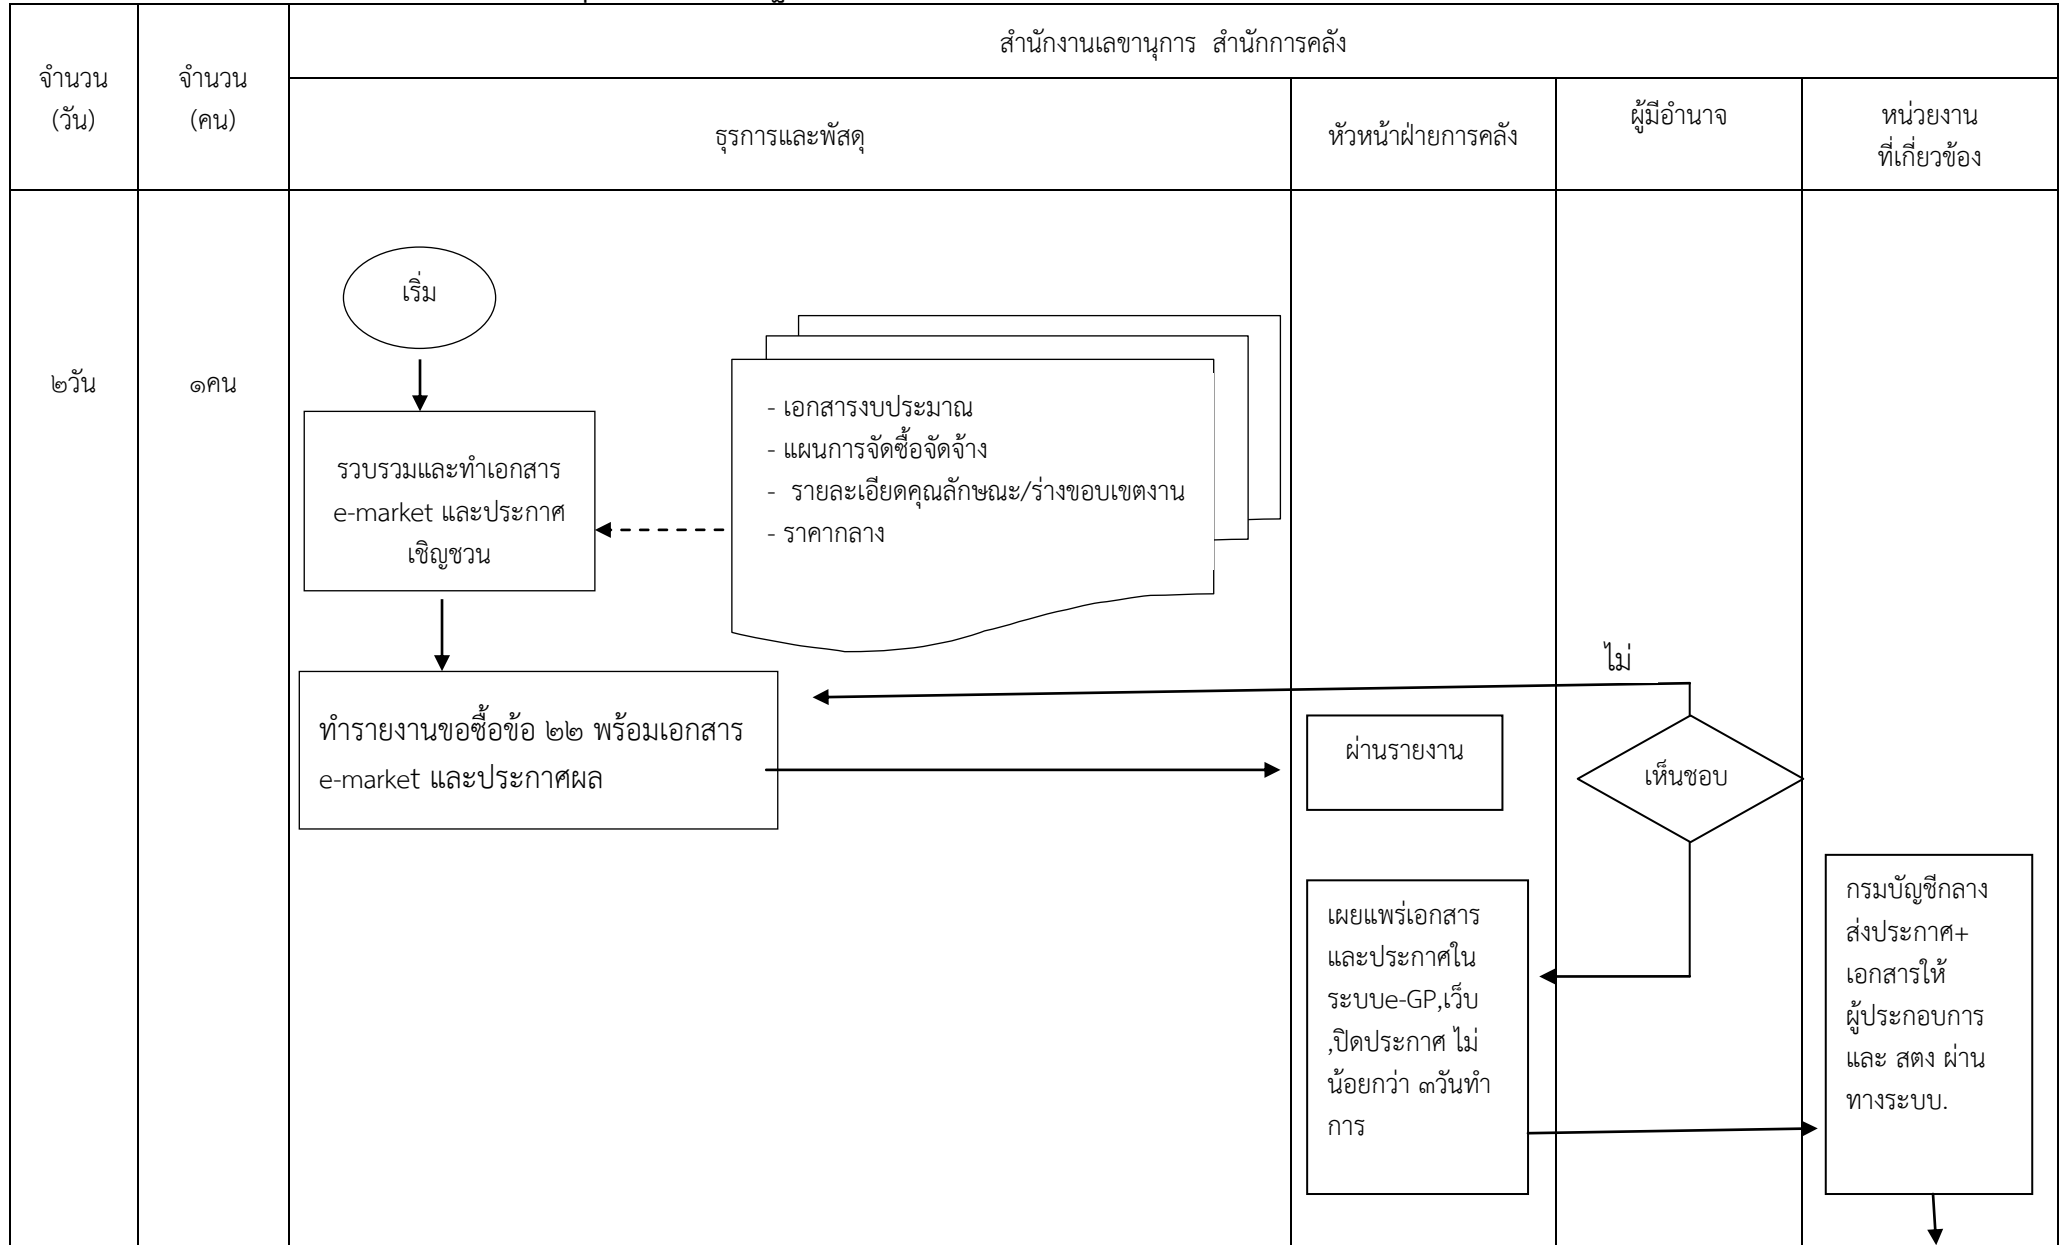 สำนักงานเลขานุการ สำนักการคลัง
จำนวน
(วัน)
จำนวน
(คน)
ธุรการและพัสดุ
หัวหน้าฝ่ายการคลัง
ผู้มีอำนาจ
หน่วยงาน
ที่เกี่ยวข้อง
เริ่ม
๒วัน
๑คน
รวบรวมและทำเอกสาร
e-market และประกาศ
เชิญชวน
- เอกสารงบประมาณ
- แผนการจัดซื้อจัดจ้าง
- รายละเอียดคุณลักษณะ/ร่างขอบเขตงาน
- ราคากลาง
ไม่
ทำรายงานขอซื้อข้อ ๒๒ พร้อมเอกสาร
e-market และประกาศผล
ผ่านรายงาน
เห็นชอบ
เผยแพร่เอกสาร
และประกาศใน
ระบบe-GP,เว็บ
,ปิดประกาศ ไม่
น้อยกว่า ๓วันทำ
การ
กรมบัญชีกลาง
ส่งประกาศ+
เอกสารให้
ผู้ประกอบการ
และ สตง ผ่าน
ทางระบบ.